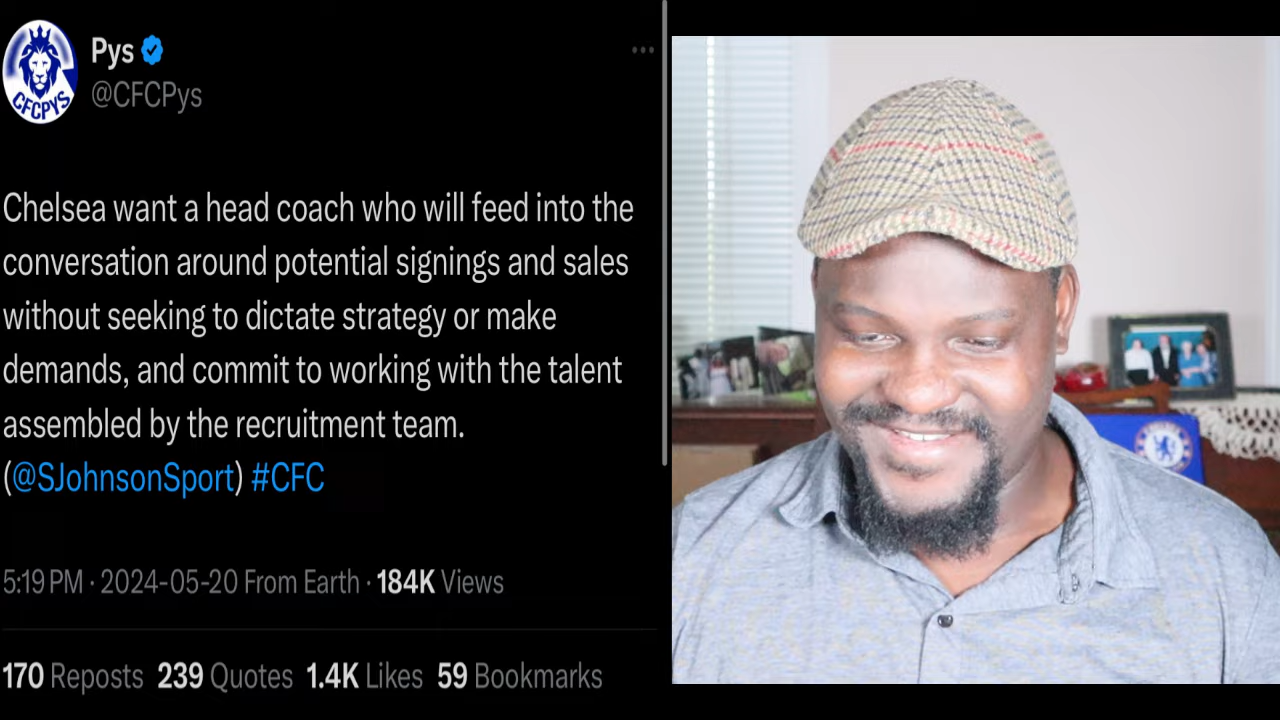 Pys
@CFCPys
CFCPYS
Chelsea want a head coach who will feed into the
conversation around potential signings and sales
without seeking to dictate strategy or make
demands, and commit to working with the talent
assembled by the recruitment team.
(@SJohnsonSport) #CFC
5:19 PM · 2024-05-20 From Earth · 184K Views
170 Reposts 239 Quotes 1.4K Likes 59 Bookmarks